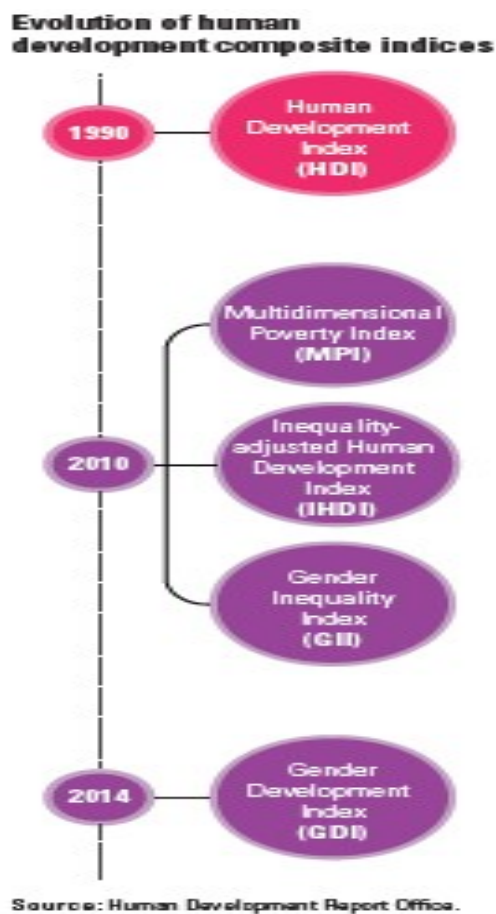 Evolution of human
development composite indices
1990
Human
Development
Index
(HDI)
Multidimensional
Poverty Index
(MPI)
2010
Inequality-
adjusted Human
Development
Index
(IHDI)
Gender
Inequality
Index
(GII)
2014
Gender
Development
Index
(GDI)
Source: Human Development Report Office.